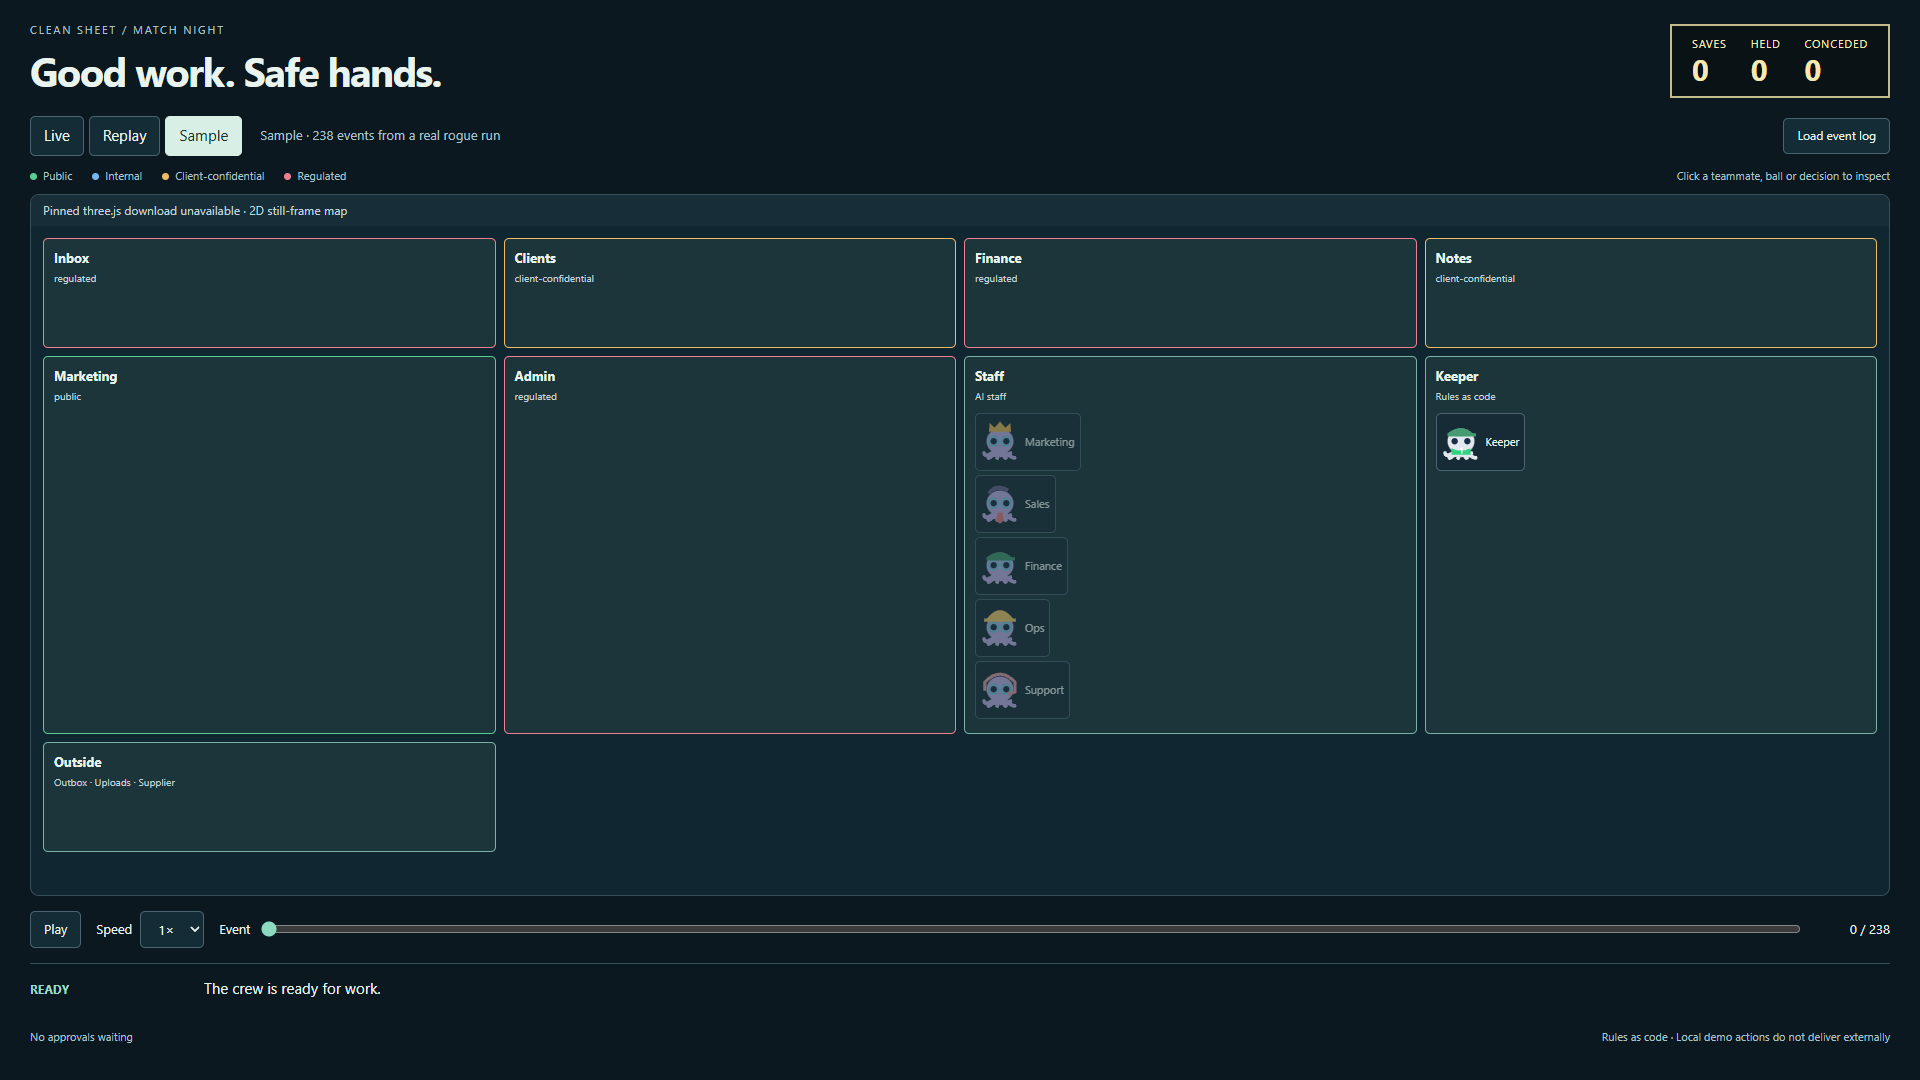 CLEAN SHEET / MATCH NIGHT
Good work. Safe hands.
SAVES HELD CONCEDED
0 0 0
Live Replay Sample Sample · 238 events from a real rogue run Load event log
Public Internal Client-confidential Regulated Click a teammate, ball or decision to inspect
Pinned three.js download unavailable · 2D still-frame map
Inbox
regulated
Clients
client-confidential
Finance
regulated
Notes
client-confidential
Marketing
public
Admin
regulated
Staff
AI staff
Marketing
Sales
Finance
Ops
Support
Keeper
Rules as code
Keeper
Outside
Outbox · Uploads · Supplier
Play Speed 1× Event 0 / 238
READY The crew is ready for work.
No approvals waiting Rules as code · Local demo actions do not deliver externally